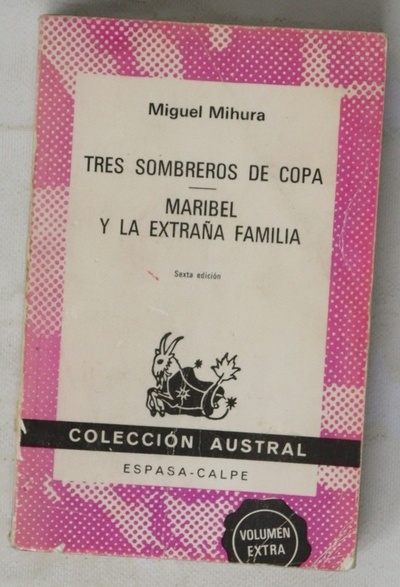 Miguel Mihura
TRES SOMBREROS DE COPA
MARIBEL
Y LA EXTRAÑA FAMILIA
Sexta edición
COLECCIÓN AUSTRAL
ESPASA-CALPE
VOLUMEN
EXTRA